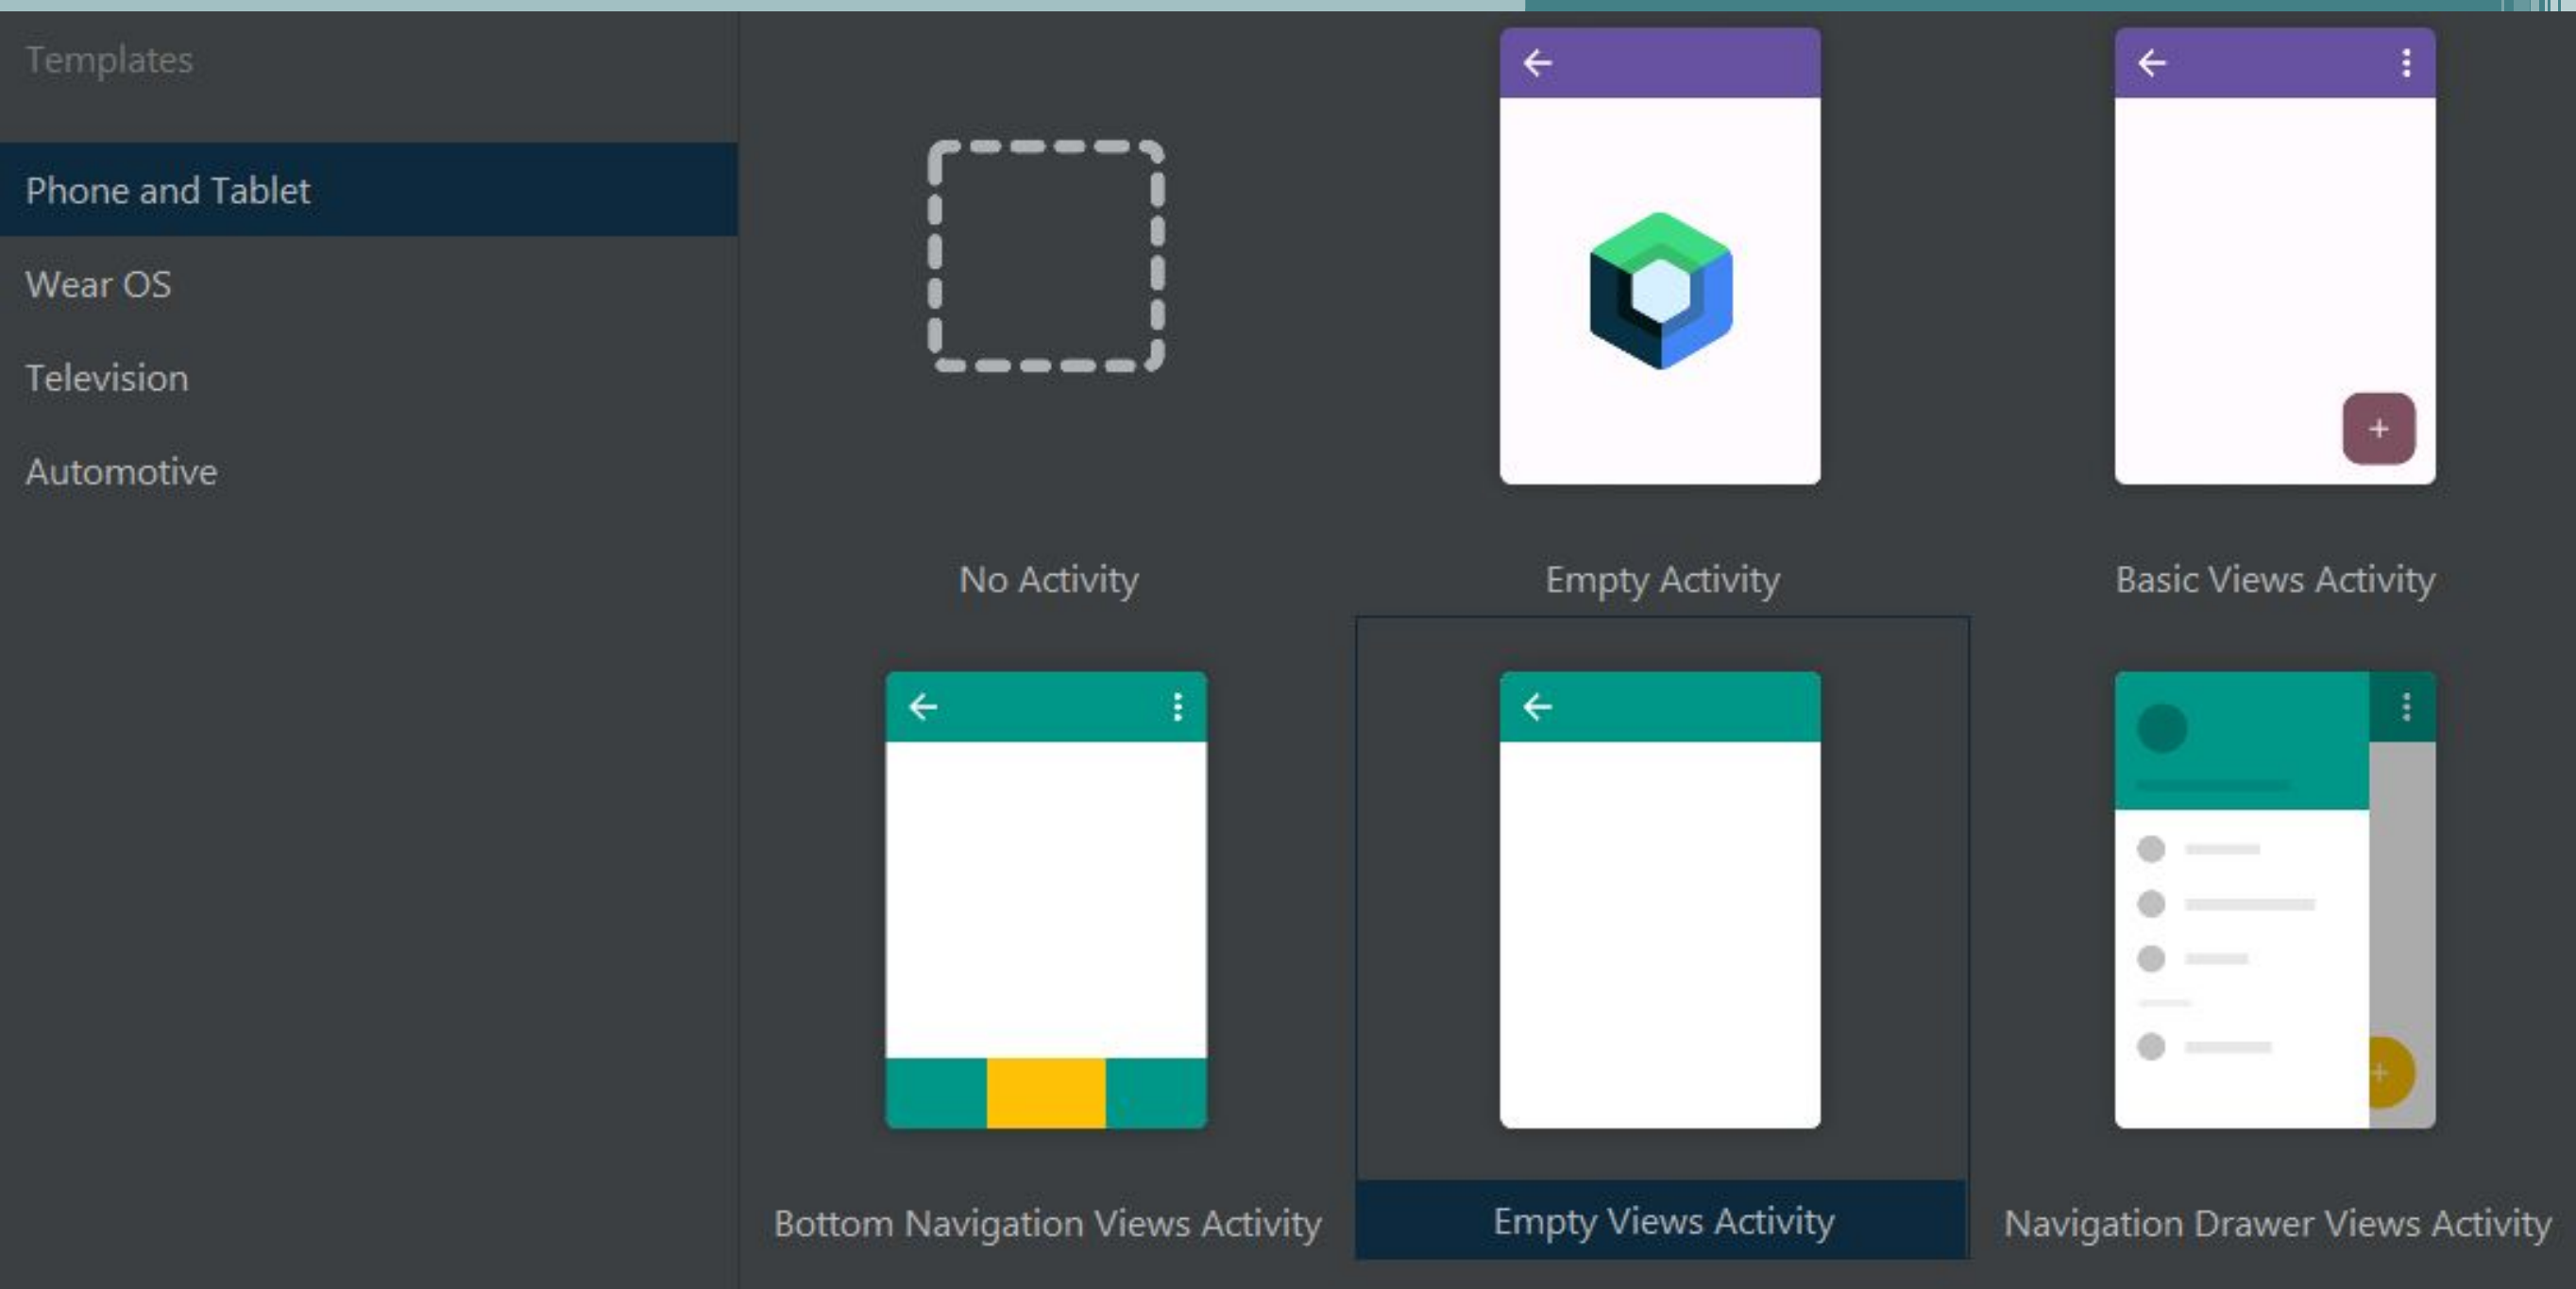 Templates
Phone and Tablet
Wear OS
Television
Automotive
No Activity
Empty Activity
Basic Views Activity
Bottom Navigation Views Activity
Empty Views Activity
Navigation Drawer Views Activity